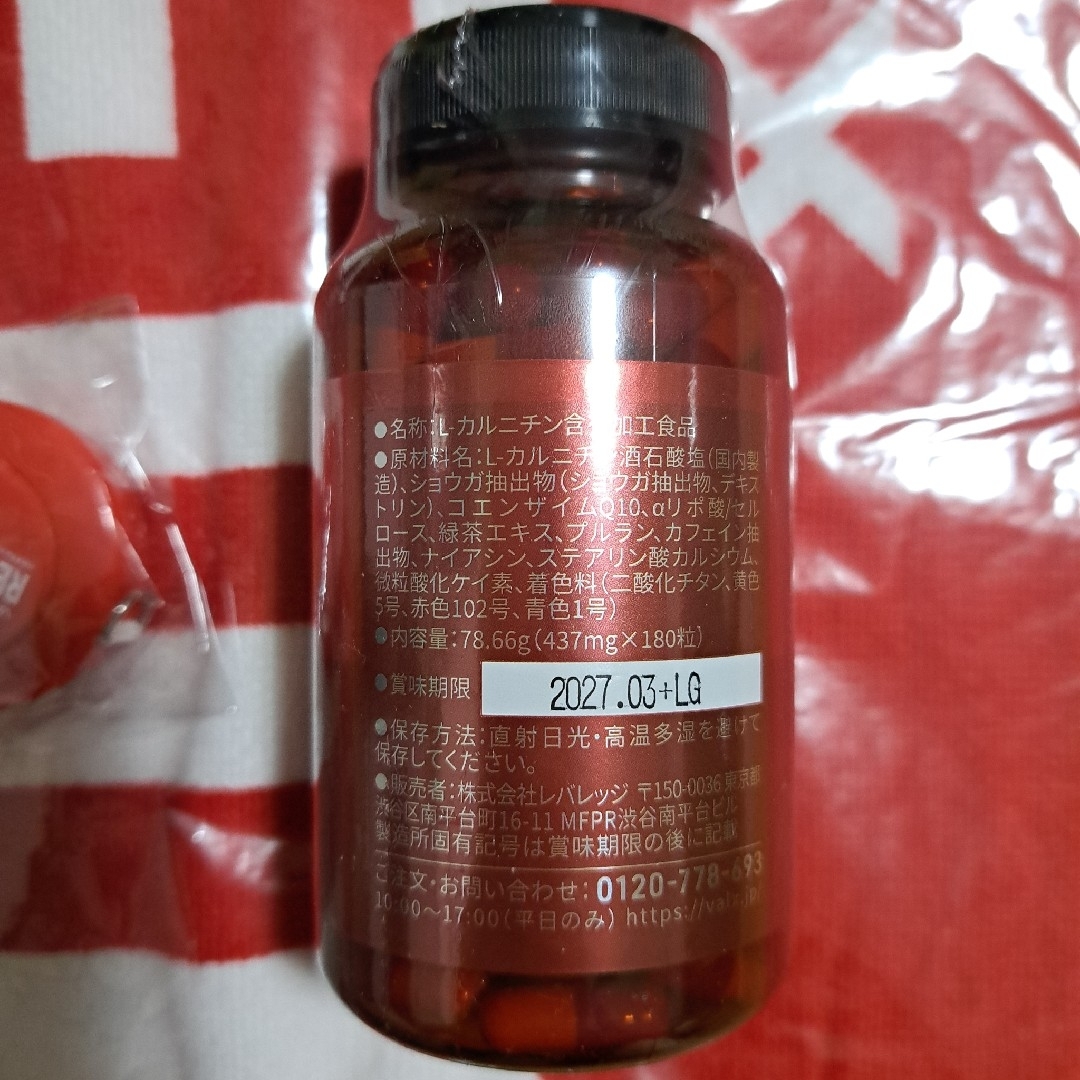 ●名称:L-カルニチン含 加工食品
●原材料名:L-カルニチン酒石酸塩(国内製
造)、ショウガ抽出物(ショウガ抽出物、デキス
トリン)、コエンザイムQ10、αリポ酸/セル
ロース、緑茶エキス、プルラン、カフェイン抽
出物、ナイアシン、ステアリン酸カルシウム、
微粒酸化ケイ素、着色料(二酸化チタン、黄色
5号、赤色102号、青色1号)
●内容量:78.66g(437mg×180粒)
●賞味期限 2027.03+LG
●保存方法:直射日光・高温多湿を避けて
保存してください。
●販売者:株式会社レバレッジ 〒150-0036 東京都
渋谷区南平台町16-11 MFPR渋谷南平台ビル
製造所固有記号は賞味期限の後に記載
ご注文・お問い合わせ:0120-778-693
10:00〜17:00(平日のみ) https://valx.jp/